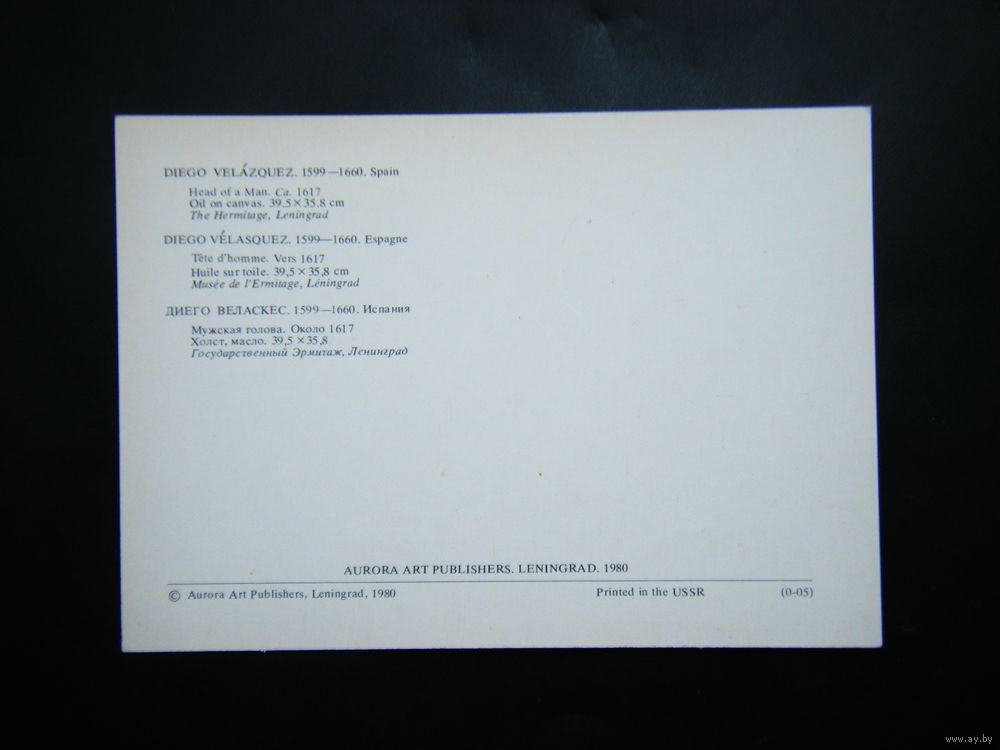 DIEGO VELÁZQUEZ. 1599—1660. Spain
Head of a Man. Ca. 1617
Oil on canvas. 39.5 × 35.8 cm
The Hermitage, Leningrad
DIEGO VÉLASQUEZ. 1599—1660. Espagne
Tête d'homme. Vers 1617
Huile sur toile. 39,5 × 35,8 cm
Musée de l'Ermitage, Léningrad
ДИЕГО ВЕЛАСКЕС. 1599—1660. Испания
Мужская голова. Около 1617
Холст, масло. 39,5 × 35,8
Государственный Эрмитаж, Ленинград
AURORA ART PUBLISHERS. LENINGRAD. 1980
© Aurora Art Publishers, Leningrad, 1980 Printed in the USSR (0-05)
www.ay.by